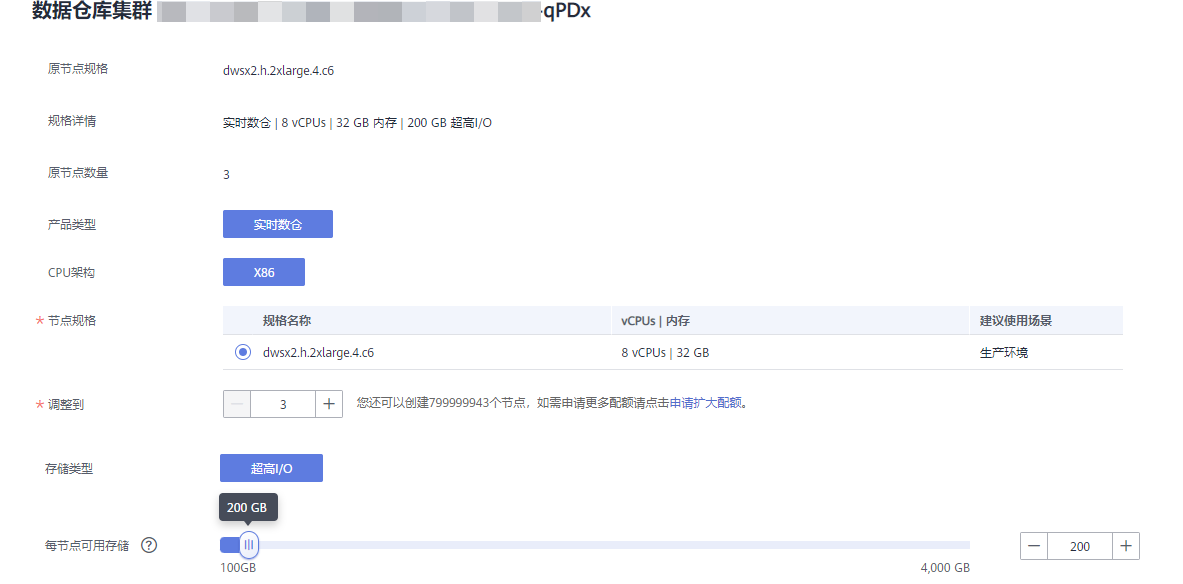 数据仓库集群 -qPDx
原节点规格 dwsx2.h.2xlarge.4.c6
规格详情 实时数仓 | 8 vCPUs | 32 GB 内存 | 200 GB 超高I/O
原节点数量 3
产品类型 实时数仓
CPU架构 X86
* 节点规格 规格名称 vCPUs | 内存 建议使用场景
dwsx2.h.2xlarge.4.c6 8 vCPUs | 32 GB 生产环境
* 调整到 — 3 + 您还可以创建799999943个节点，如需申请更多配额请点击申请扩大配额。
存储类型 超高I/O
200 GB
每节点可用存储 ? — 200 +
100GB 4,000 GB